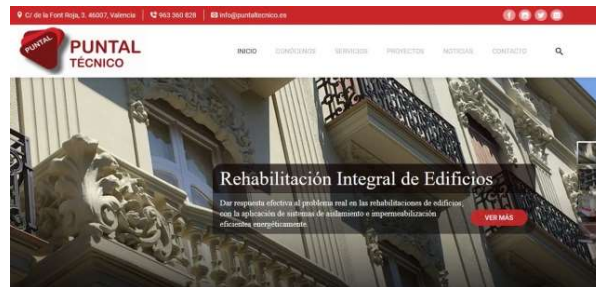 C/ de la Font Roja, 3. 46007, Valencia 963 360 828 info@puntaltecnico.es
PUNTAL
PUNTAL
TÉCNICO
INICIO CONÓCENOS SERVICIOS PROYECTOS NOTICIAS CONTACTO
Rehabilitación Integral de Edificios
Dar respuesta efectiva al problema real en las rehabilitaciones de edificios,
con la aplicación de sistemas de aislamiento e impermeabilización
eficientes energéticamente.
VER MÁS